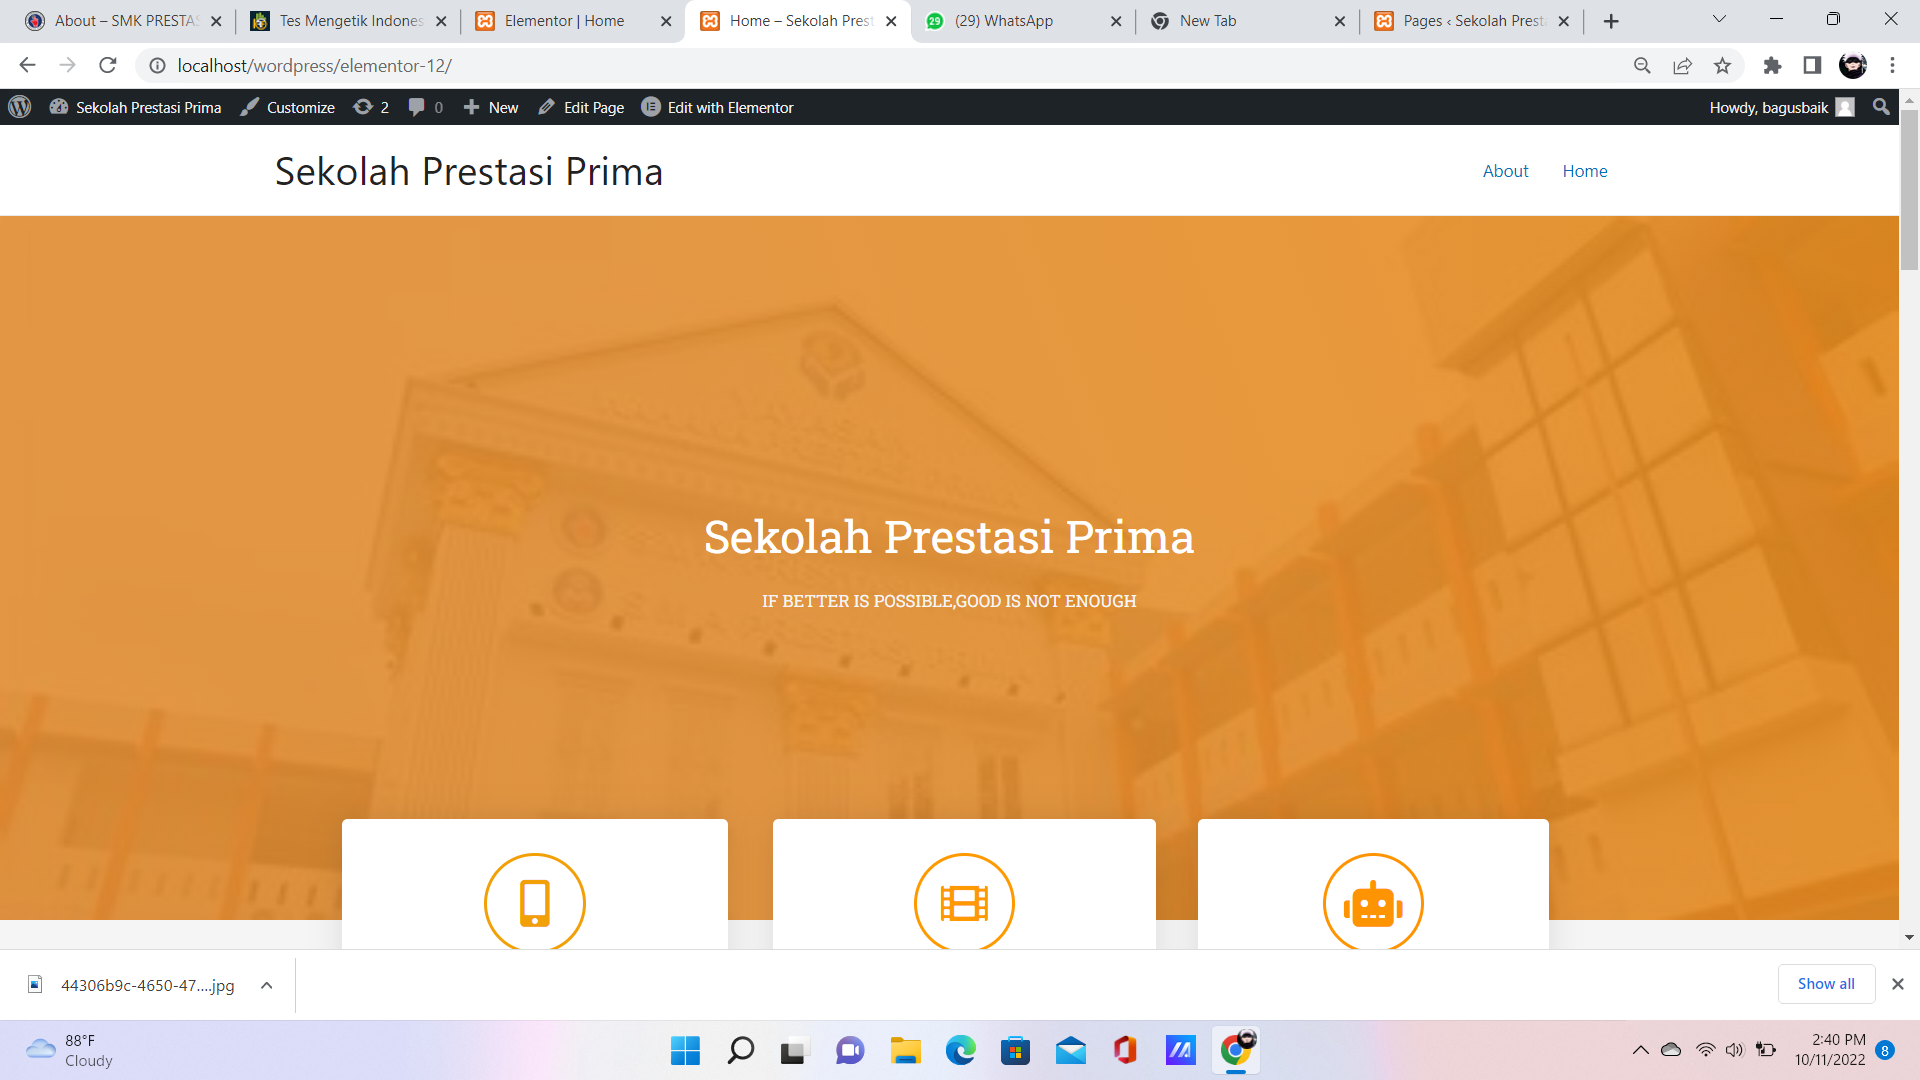 About – SMK PRESTAS
Tes Mengetik Indones
Elementor | Home
Home – Sekolah Prest
(29) WhatsApp
New Tab
Pages ‹ Sekolah Presta
localhost/wordpress/elementor-12/
Sekolah Prestasi Prima
Customize
2
0
New
Edit Page
Edit with Elementor
Howdy, bagusbaik
Sekolah Prestasi Prima
About
Home
Sekolah Prestasi Prima
IF BETTER IS POSSIBLE,GOOD IS NOT ENOUGH
44306b9c-4650-47....jpg
Show all
88°F
Cloudy
2:40 PM
10/11/2022
8